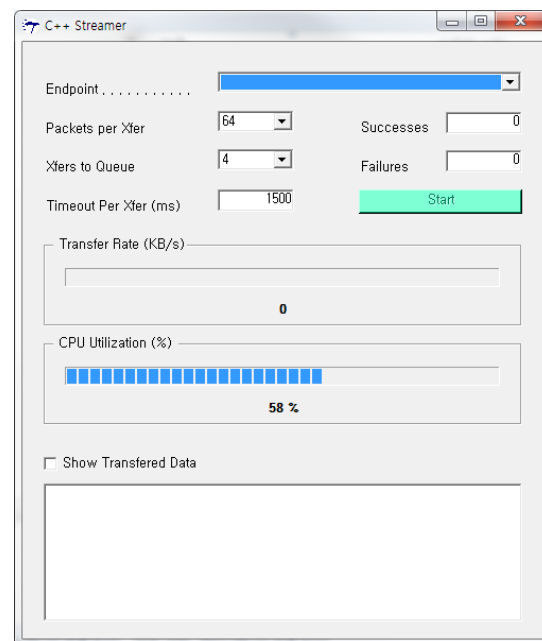 C++ Streamer
Endpoint . . . . . . . . . . .
Packets per Xfer 64 Successes 0
Xfers to Queue 4 Failures 0
Timeout Per Xfer (ms) 1500 Start
Transfer Rate (KB/s)
0
CPU Utilization (%)
58 %
Show Transfered Data